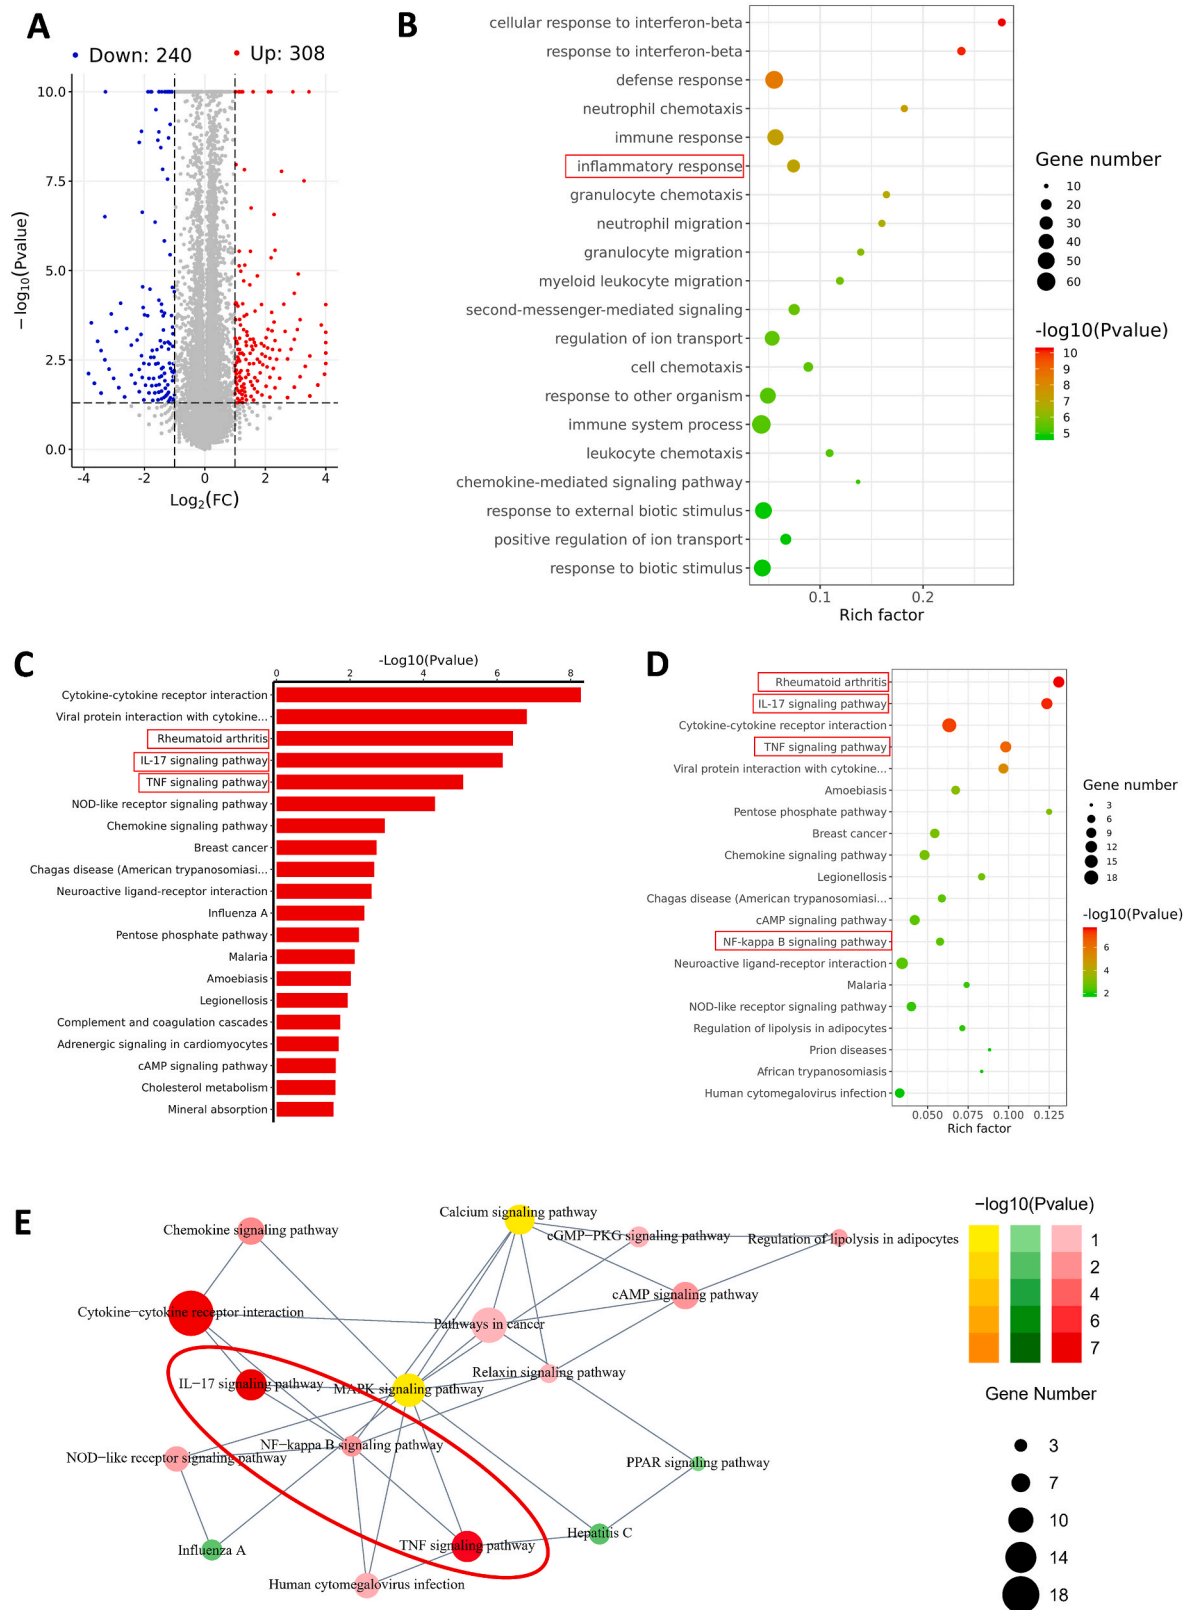 A
Down: 240
Up: 308
− log10(Pvalue)
10.0
7.5
5.0
2.5
0.0
-4
-2
0
2
4
Log2(FC)
B
cellular response to interferon-beta
response to interferon-beta
defense response
neutrophil chemotaxis
immune response
inflammatory response
granulocyte chemotaxis
neutrophil migration
granulocyte migration
myeloid leukocyte migration
second-messenger-mediated signaling
regulation of ion transport
cell chemotaxis
response to other organism
immune system process
leukocyte chemotaxis
chemokine-mediated signaling pathway
response to external biotic stimulus
positive regulation of ion transport
response to biotic stimulus
0.1
0.2
Rich factor
Gene number
10
20
30
40
50
60
-log10(Pvalue)
10
9
8
7
6
5
C
-Log10(Pvalue)
0
2
4
6
8
Cytokine-cytokine receptor interaction
Viral protein interaction with cytokine...
Rheumatoid arthritis
IL-17 signaling pathway
TNF signaling pathway
NOD-like receptor signaling pathway
Chemokine signaling pathway
Breast cancer
Chagas disease (American trypanosomiasi...
Neuroactive ligand-receptor interaction
Influenza A
Pentose phosphate pathway
Malaria
Amoebiasis
Legionellosis
Complement and coagulation cascades
Adrenergic signaling in cardiomyocytes
cAMP signaling pathway
Cholesterol metabolism
Mineral absorption
D
Rheumatoid arthritis
IL-17 signaling pathway
Cytokine-cytokine receptor interaction
TNF signaling pathway
Viral protein interaction with cytokine...
Amoebiasis
Pentose phosphate pathway
Breast cancer
Chemokine signaling pathway
Legionellosis
Chagas disease (American trypanosomiasi...
cAMP signaling pathway
NF-kappa B signaling pathway
Neuroactive ligand-receptor interaction
Malaria
NOD-like receptor signaling pathway
Regulation of lipolysis in adipocytes
Prion diseases
African trypanosomiasis
Human cytomegalovirus infection
0.050
0.075
0.100
0.125
Rich factor
Gene number
3
6
9
12
15
18
-log10(Pvalue)
6
4
2
E
Chemokine signaling pathway
Calcium signaling pathway
cGMP−PKG signaling pathway
Regulation of lipolysis in adipocytes
cAMP signaling pathway
Cytokine−cytokine receptor interaction
Pathways in cancer
Relaxin signaling pathway
IL−17 signaling pathway
MAPK signaling pathway
NF−kappa B signaling pathway
NOD−like receptor signaling pathway
PPAR signaling pathway
Hepatitis C
TNF signaling pathway
Influenza A
Human cytomegalovirus infection
−log10(Pvalue)
1
2
4
6
7
Gene Number
3
7
10
14
18